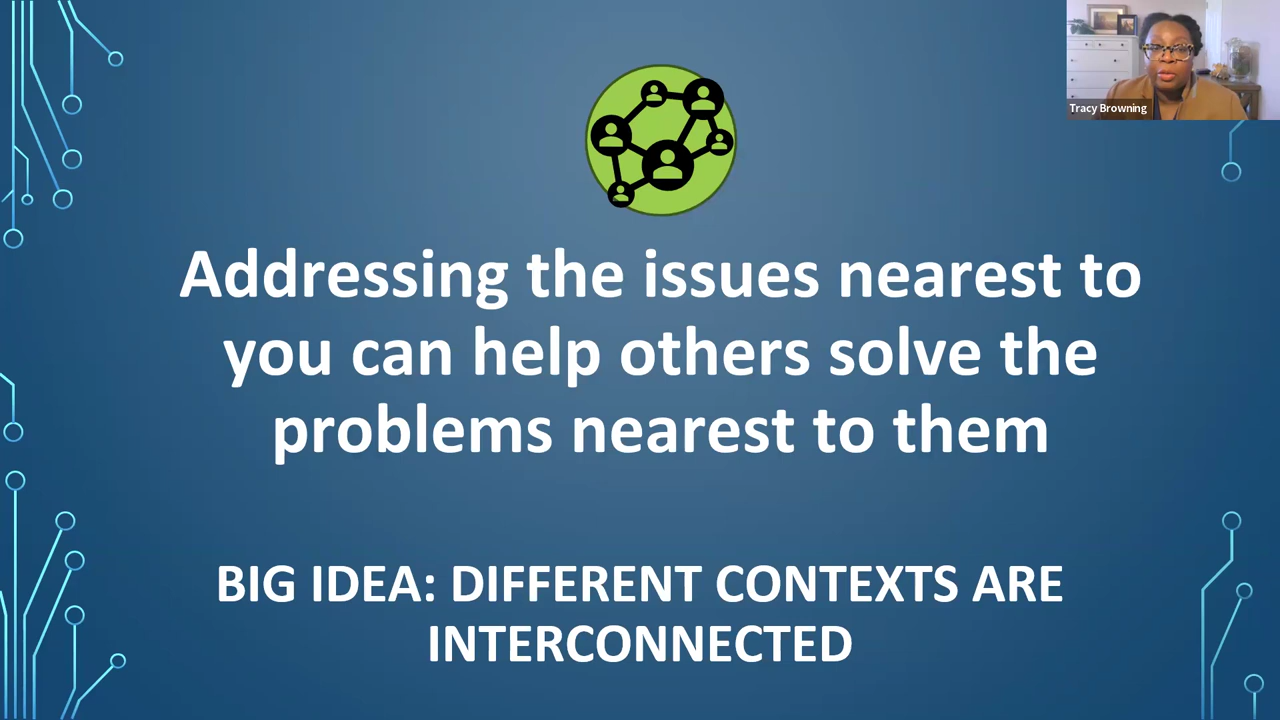 Tracy Browning
Addressing the issues nearest to
you can help others solve the
problems nearest to them
BIG IDEA: DIFFERENT CONTEXTS ARE
INTERCONNECTED